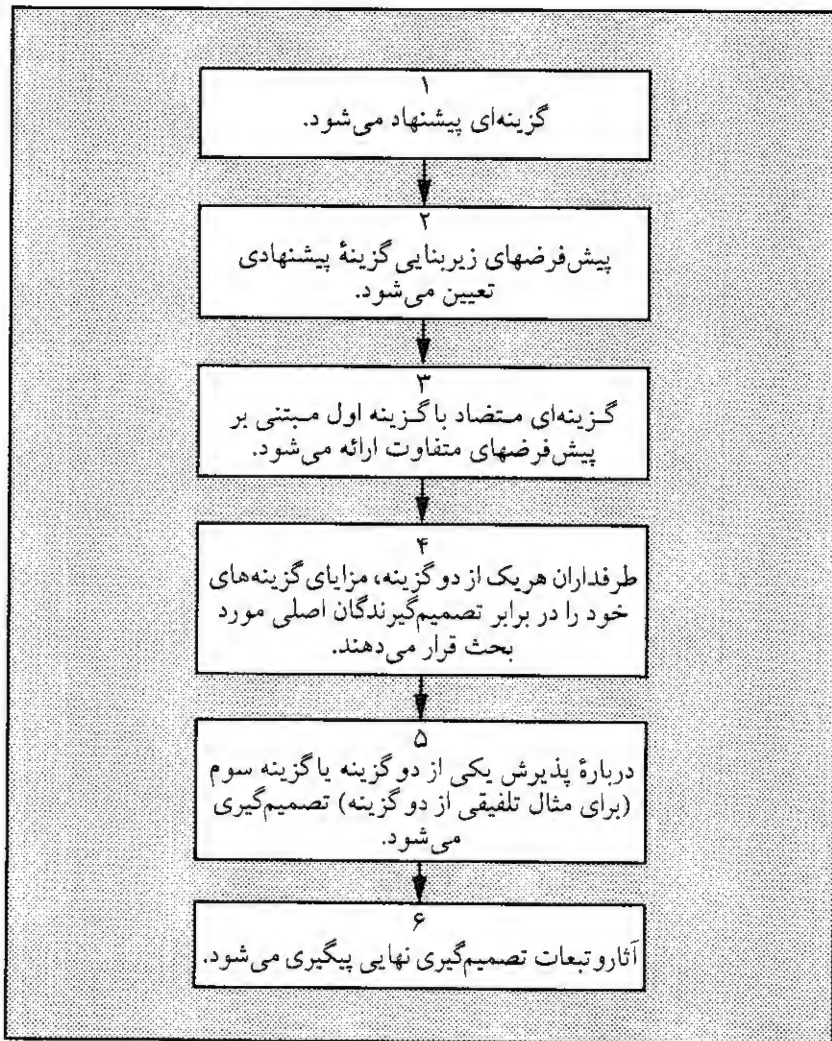 ۱
گزینه‌ای پیشنهاد می‌شود.
۲
پیش‌فرضهای زیربنایی گزینهٔ پیشنهادی
تعیین می‌شود.
۳
گزینه‌ای متضاد با گزینه اول مبتنی بر
پیش‌فرضهای متفاوت ارائه می‌شود.
۴
طرفداران هریک از دو گزینه، مزایای گزینه‌های
خود را در برابر تصمیم‌گیرندگان اصلی مورد
بحث قرار می‌دهند.
۵
دربارهٔ پذیرش یکی از دو گزینه یا گزینه سوم
(برای مثال تلفیقی از دو گزینه) تصمیم‌گیری
می‌شود.
۶
آثار و تبعات تصمیم‌گیری نهایی پیگیری می‌شود.